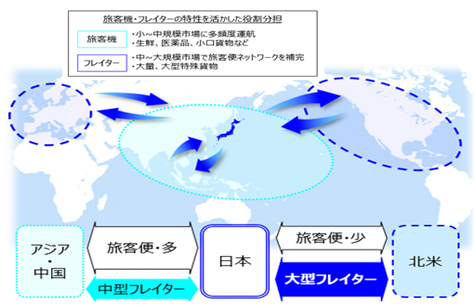 旅客機・フレイターの特性を活かした役割分担
旅客機
・小～中規模市場に多頻度運航
・生鮮、医薬品、小口貨物など
フレイター
・中～大規模市場で旅客便ネットワークを補完
・大量、大型特殊貨物
アジア
・中国
旅客便・多
中型フレイター
日本
旅客便・少
大型フレイター
北米